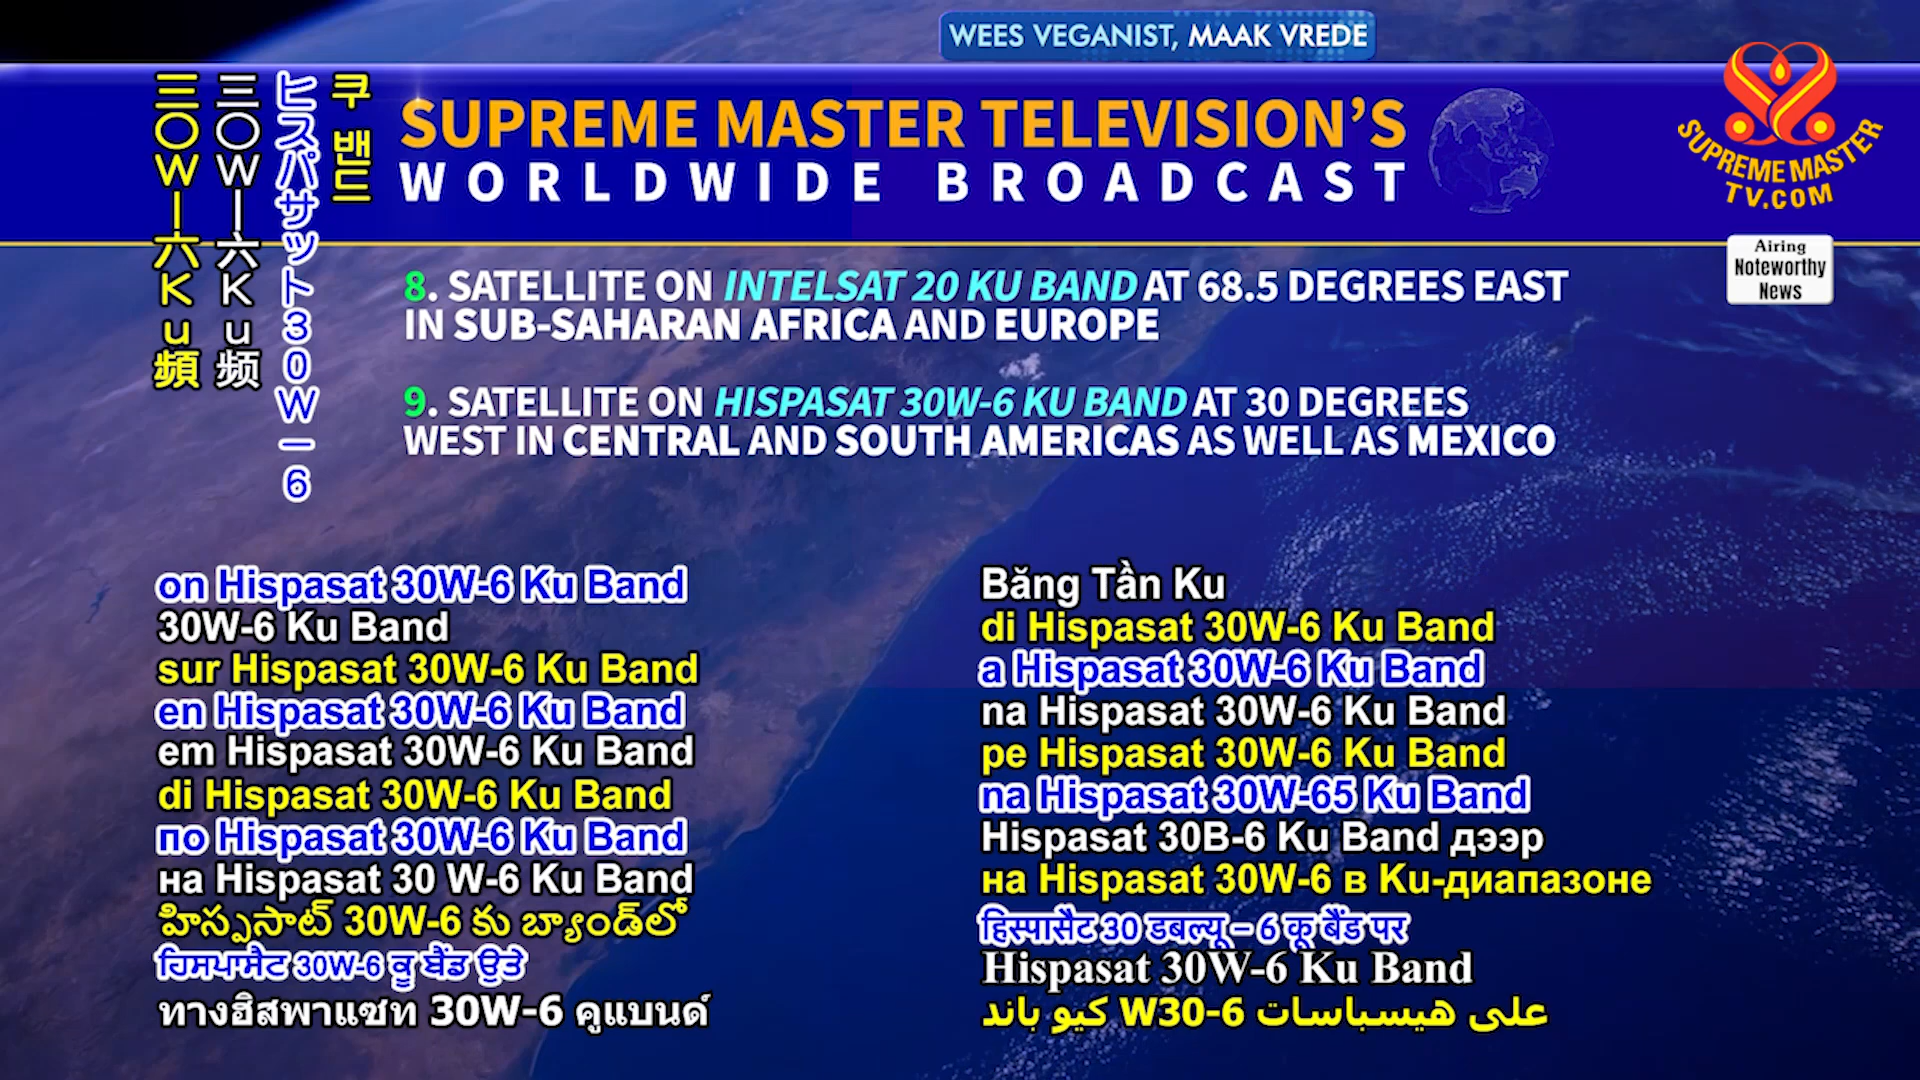 WEES VEGANIST, MAAK VREDE
SUPREME MASTER TELEVISION'S
WORLDWIDE BROADCAST
SUPREME MASTER
TV.COM
Airing
Noteworthy
News
三〇W－六Ku頻
三〇W－六Ku频
ヒスパサット30W－6
쿠 밴드
8. SATELLITE ON INTELSAT 20 KU BAND AT 68.5 DEGREES EAST
IN SUB-SAHARAN AFRICA AND EUROPE
9. SATELLITE ON HISPASAT 30W-6 KU BAND AT 30 DEGREES
WEST IN CENTRAL AND SOUTH AMERICAS AS WELL AS MEXICO
on Hispasat 30W-6 Ku Band
30W-6 Ku Band
sur Hispasat 30W-6 Ku Band
en Hispasat 30W-6 Ku Band
em Hispasat 30W-6 Ku Band
di Hispasat 30W-6 Ku Band
по Hispasat 30W-6 Ku Band
на Hispasat 30 W-6 Ku Band
హిస్పసాట్ 30W-6 కు బ్యాండ్‌లో
ਹਿਸਪਾਸੈਟ 30W-6 ਕੂ ਬੈਂਡ ਉਤੇ
ทางฮิสพาแซท 30W-6 คูแบนด์
Băng Tần Ku
di Hispasat 30W-6 Ku Band
a Hispasat 30W-6 Ku Band
na Hispasat 30W-6 Ku Band
pe Hispasat 30W-6 Ku Band
na Hispasat 30W-65 Ku Band
Hispasat 30В-6 Ku Band дээр
на Hispasat 30W-6 в Ku-диапазоне
हिस्पासैट 30 डबल्यू – 6 कू बैंड पर
Hispasat 30W-6 Ku Band
على هيسباسات W30-6 كيو باند